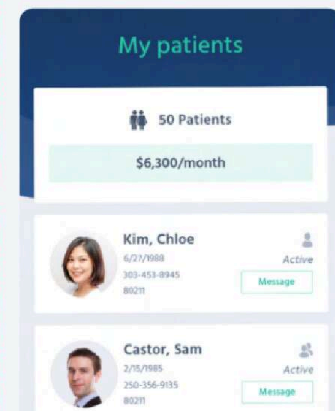 My patients
50 Patients
$6,300/month
Kim, Chloe
6/27/1988
303-453-8945
80211
Active
Message
Castor, Sam
2/15/1985
250-356-9135
80211
Active
Message